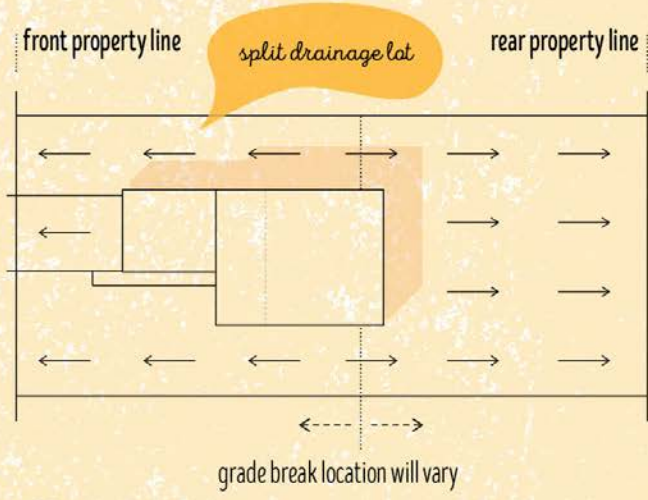 front property line
split drainage lot
rear property line
grade break location will vary